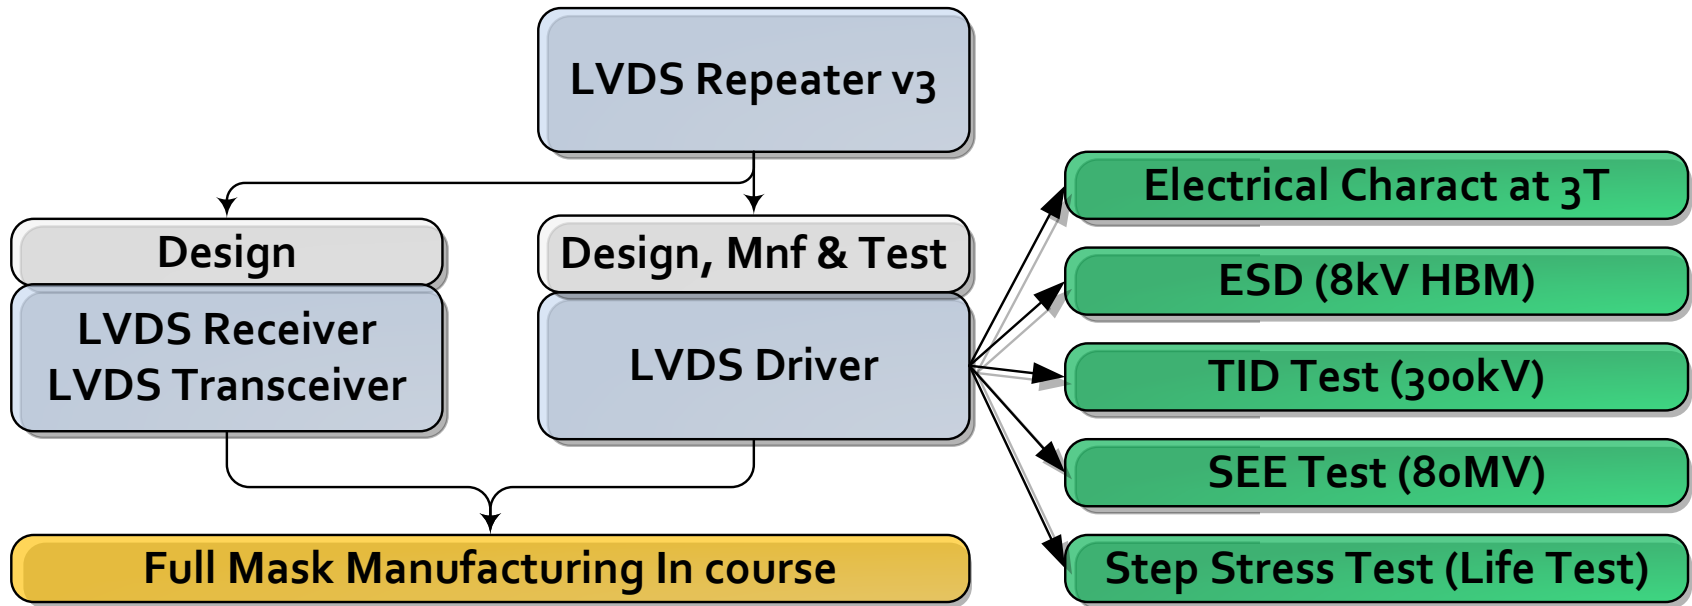 LVDS Repeater v3
Design
LVDS Receiver
LVDS Transceiver
Design, Mnf & Test
LVDS Driver
Full Mask Manufacturing In course
Electrical Charact at 3T
ESD (8kV HBM)
TID Test (300kV)
SEE Test (80MV)
Step Stress Test (Life Test)